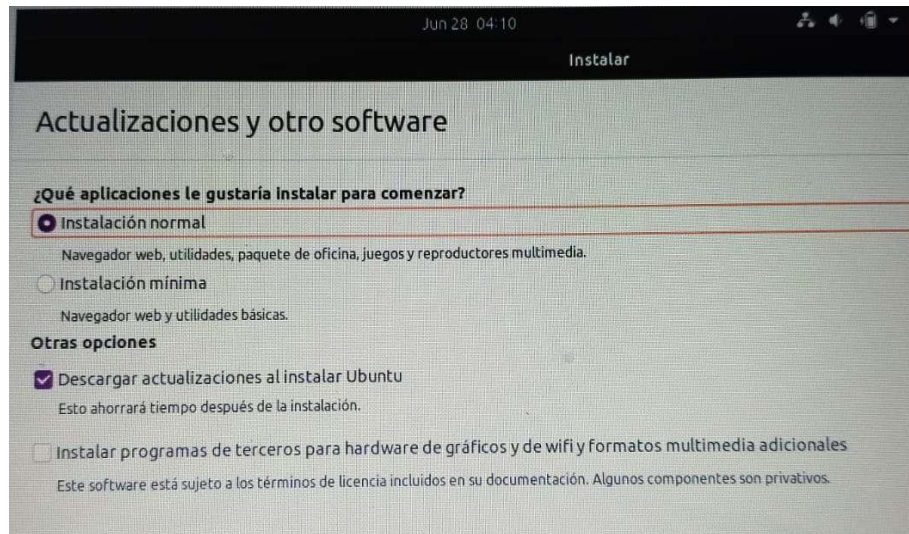 Jun 28 04:10
Instalar
Actualizaciones y otro software
¿Qué aplicaciones le gustaría instalar para comenzar?
Instalación normal
Navegador web, utilidades, paquete de oficina, juegos y reproductores multimedia.
Instalación mínima
Navegador web y utilidades básicas.
Otras opciones
Descargar actualizaciones al instalar Ubuntu
Esto ahorrará tiempo después de la instalación.
Instalar programas de terceros para hardware de gráficos y de wifi y formatos multimedia adicionales
Este software está sujeto a los términos de licencia incluidos en su documentación. Algunos componentes son privativos.